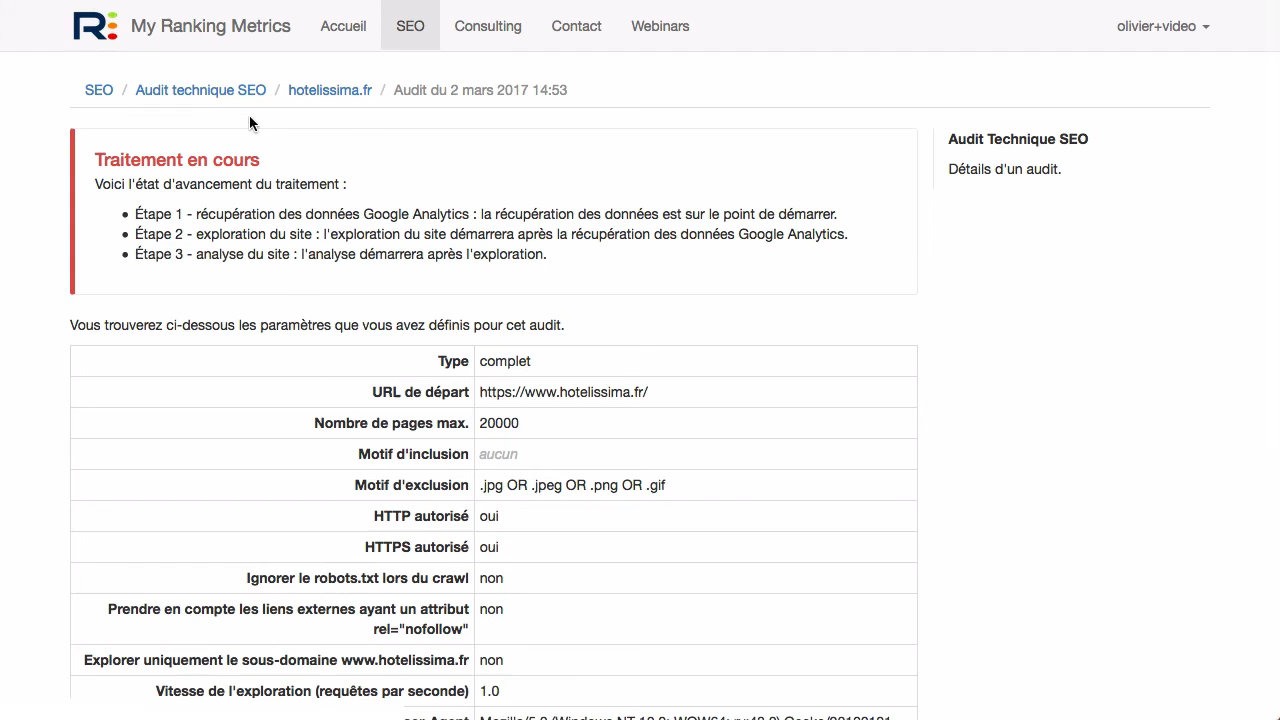 My Ranking Metrics Accueil SEO Consulting Contact Webinars olivier+video
SEO / Audit technique SEO / hotelissima.fr / Audit du 2 mars 2017 14:53
Traitement en cours
Voici l'état d'avancement du traitement :
• Étape 1 - récupération des données Google Analytics : la récupération des données est sur le point de démarrer.
• Étape 2 - exploration du site : l'exploration du site démarrera après la récupération des données Google Analytics.
• Étape 3 - analyse du site : l'analyse démarrera après l'exploration.
Audit Technique SEO
Détails d'un audit.
Vous trouverez ci-dessous les paramètres que vous avez définis pour cet audit.
Type complet
URL de départ https://www.hotelissima.fr/
Nombre de pages max. 20000
Motif d'inclusion aucun
Motif d'exclusion .jpg OR .jpeg OR .png OR .gif
HTTP autorisé oui
HTTPS autorisé oui
Ignorer le robots.txt lors du crawl non
Prendre en compte les liens externes ayant un attribut non
rel="nofollow"
Explorer uniquement le sous-domaine www.hotelissima.fr non
Vitesse de l'exploration (requêtes par seconde) 1.0